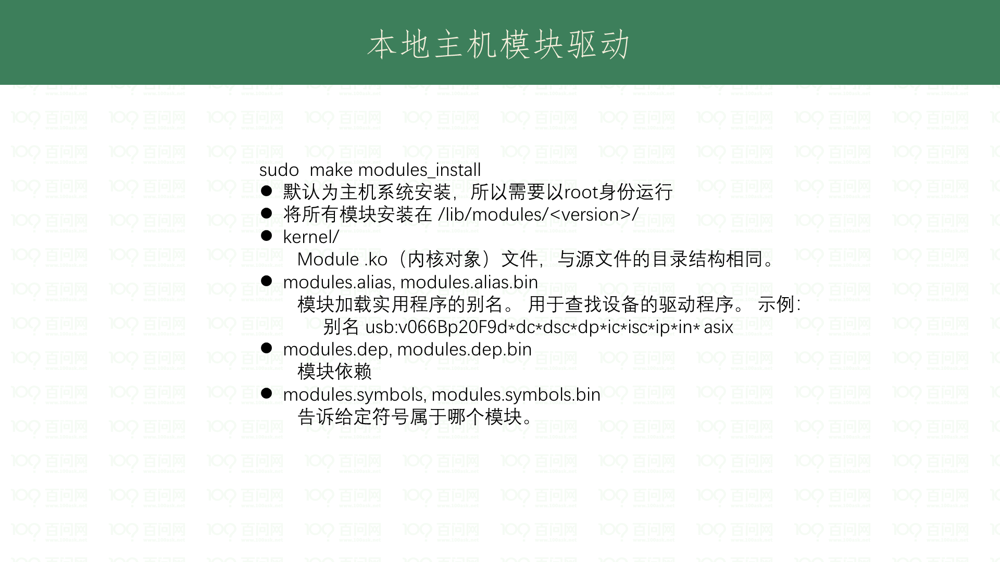 本地主机模块驱动
sudo  make modules_install
● 默认为主机系统安装，所以需要以root身份运行
● 将所有模块安装在 /lib/modules/<version>/
● kernel/
Module .ko（内核对象）文件，与源文件的目录结构相同。
● modules.alias, modules.alias.bin
模块加载实用程序的别名。 用于查找设备的驱动程序。 示例：
别名 usb:v066Bp20F9d*dc*dsc*dp*ic*isc*ip*in* asix
● modules.dep, modules.dep.bin
模块依赖
● modules.symbols, modules.symbols.bin
告诉给定符号属于哪个模块。
百问网
www.100ask.net